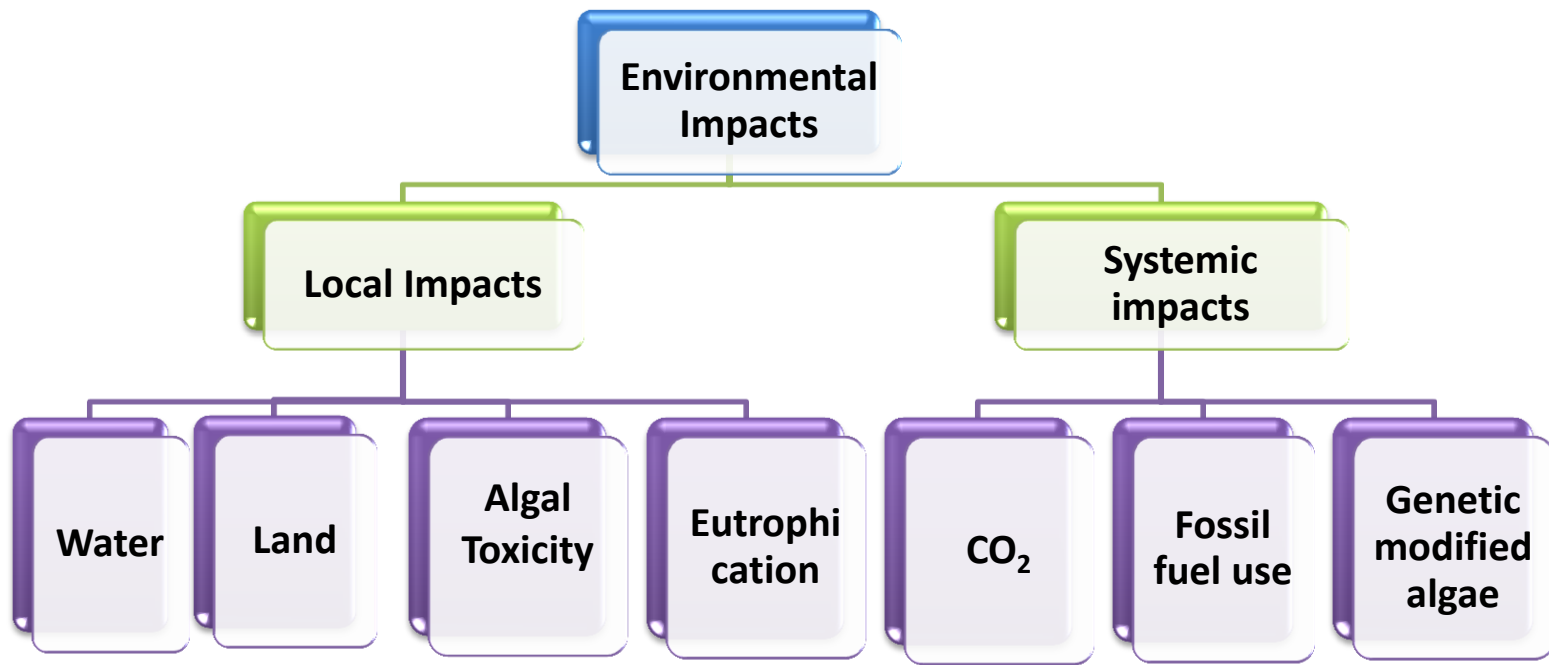 Environmental
Impacts
Local Impacts
Systemic
impacts
Water
Land
Algal
Toxicity
Eutrophi
cation
CO₂
Fossil
fuel use
Genetic
modified
algae